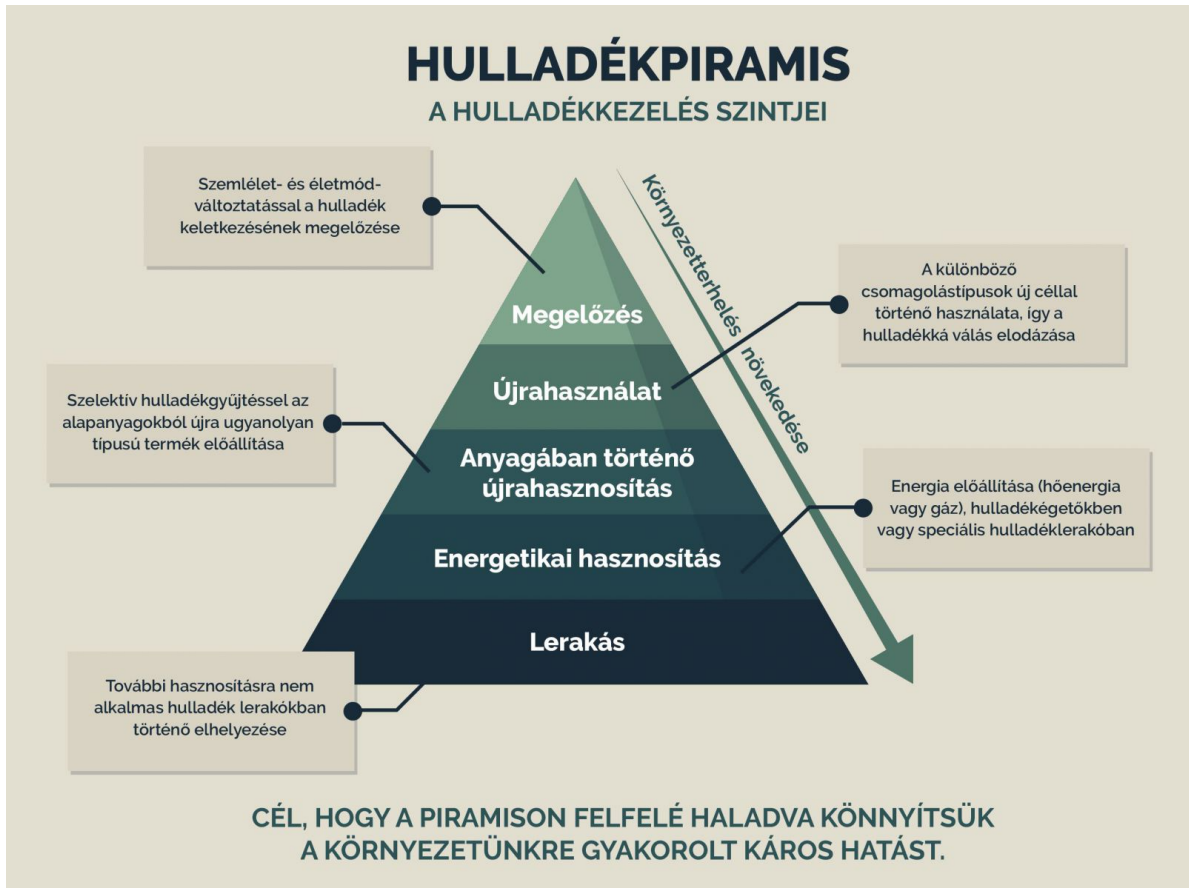 HULLADÉKPIRAMIS
A HULLADÉKKEZELÉS SZINTJEI
Szemlélet- és életmód-
változtatással a hulladék
keletkezésének megelőzése
Környezetterhelés növekedése
Megelőzés
A különböző
csomagolástípusok új céllal
történő használata, így a
hulladékká válás elodázása
Újrahasználat
Szelektív hulladékgyűjtéssel az
alapanyagokból újra ugyanolyan
típusú termék előállítása
Anyagában történő
újrahasznosítás
Energia előállítása (hőenergia
vagy gáz), hulladékégetőkben
vagy speciális hulladéklerakóban
Energetikai hasznosítás
Lerakás
További hasznosításra nem
alkalmas hulladék lerakókban
történő elhelyezése
CÉL, HOGY A PIRAMISON FELFELÉ HALADVA KÖNNYÍTSÜK
A KÖRNYEZETÜNKRE GYAKOROLT KÁROS HATÁST.